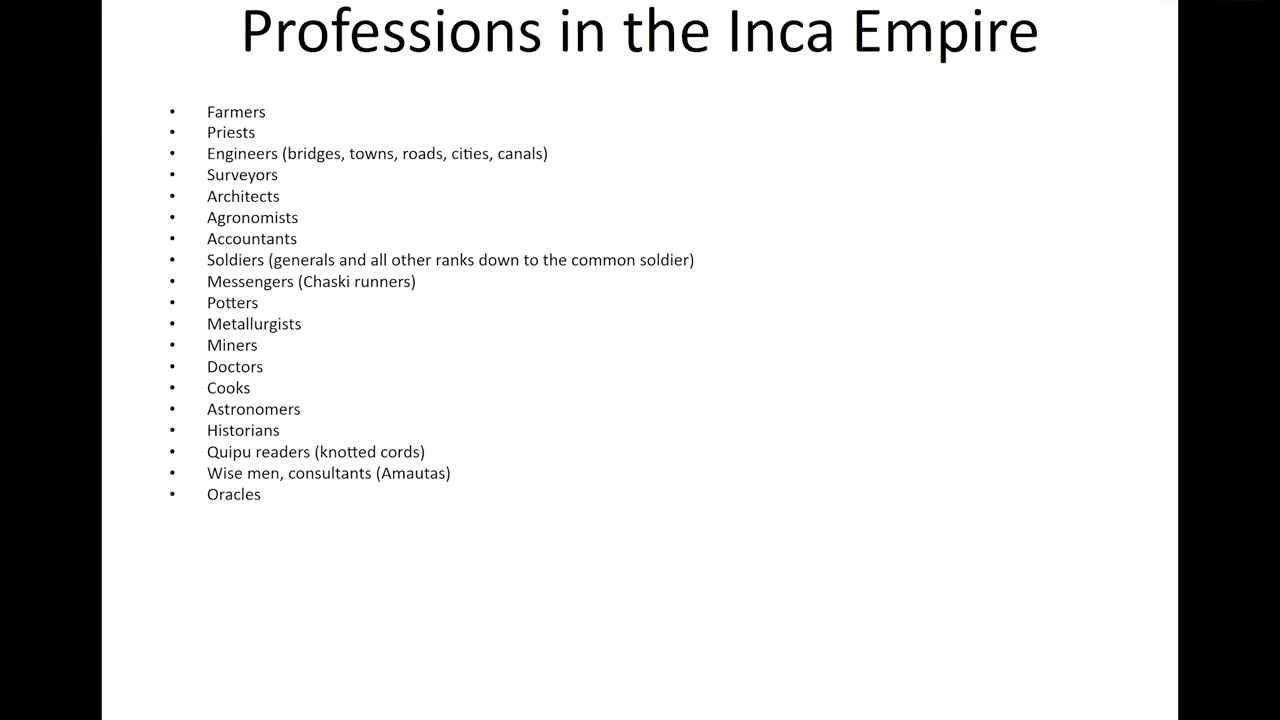 Professions in the Inca Empire
• Farmers
• Priests
• Engineers (bridges, towns, roads, cities, canals)
• Surveyors
• Architects
• Agronomists
• Accountants
• Soldiers (generals and all other ranks down to the common soldier)
• Messengers (Chaski runners)
• Potters
• Metallurgists
• Miners
• Doctors
• Cooks
• Astronomers
• Historians
• Quipu readers (knotted cords)
• Wise men, consultants (Amautas)
• Oracles